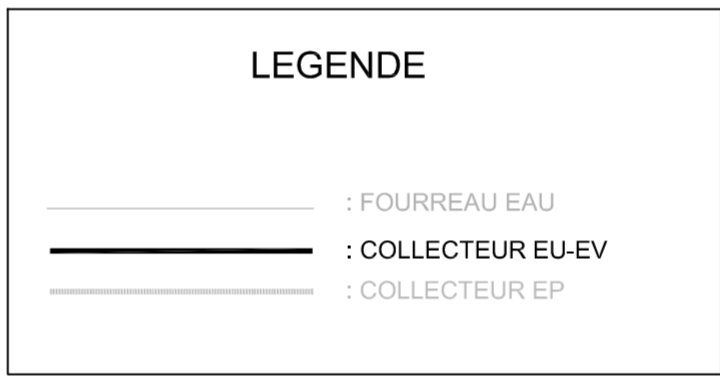 LEGENDE
: FOURREAU EAU
: COLLECTEUR EU-EV
: COLLECTEUR EP